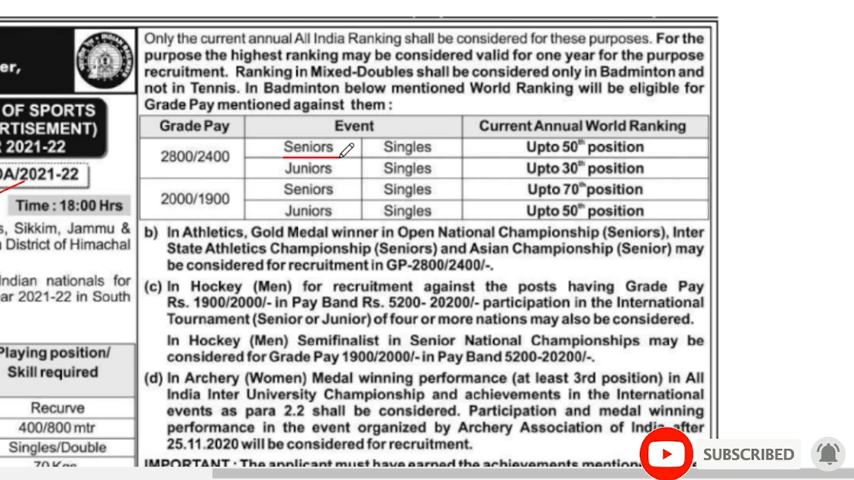 er,
OF SPORTS
ERTISEMENT)
2021-22
0A/2021-22
Time : 18:00 Hrs
s, Sikkim, Jammu &
District of Himachal
Indian nationals for
ar 2021-22 in South
Playing position/
Skill required
Recurve
400/800 mtr
Singles/Double
70 Kgs
Only the current annual All India Ranking shall be considered for these purposes. For the
purpose the highest ranking may be considered valid for one year for the purpose
recruitment. Ranking in Mixed-Doubles shall be considered only in Badminton and
not in Tennis. In Badminton below mentioned World Ranking will be eligible for
Grade Pay mentioned against them :
Grade Pay Event Current Annual World Ranking
2800/2400 Seniors Singles Upto 50th position
Juniors Singles Upto 30th position
2000/1900 Seniors Singles Upto 70th position
Juniors Singles Upto 50th position
b) In Athletics, Gold Medal winner in Open National Championship (Seniors), Inter
State Athletics Championship (Seniors) and Asian Championship (Senior) may
be considered for recruitment in GP-2800/2400/-.
(c) In Hockey (Men) for recruitment against the posts having Grade Pay
Rs. 1900/2000/- in Pay Band Rs. 5200- 20200/- participation in the International
Tournament (Senior or Junior) of four or more nations may also be considered.
In Hockey (Men) Semifinalist in Senior National Championships may be
considered for Grade Pay 1900/2000/- in Pay Band 5200-20200/-.
(d) In Archery (Women) Medal winning performance (at least 3rd position) in All
India Inter University Championship and achievements in the International
events as para 2.2 shall be considered. Participation and medal winning
performance in the event organized by Archery Association of India after
25.11.2020 will be considered for recruitment.
IMPORTANT : The applicant must have earned the achievements
SUBSCRIBED